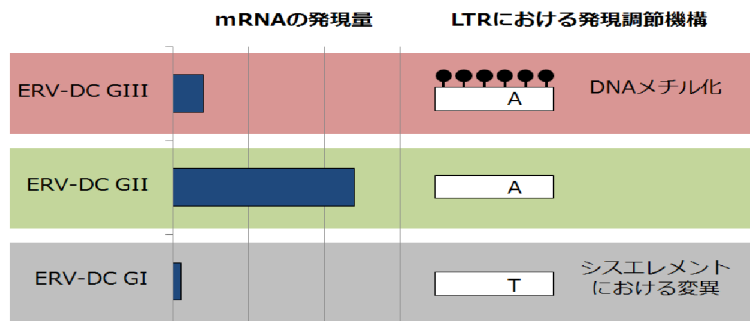 mRNAの発現量 LTRにおける発現調節機構
ERV-DC GIII A DNAメチル化
ERV-DC GII A
ERV-DC GI T シスエレメント
における変異